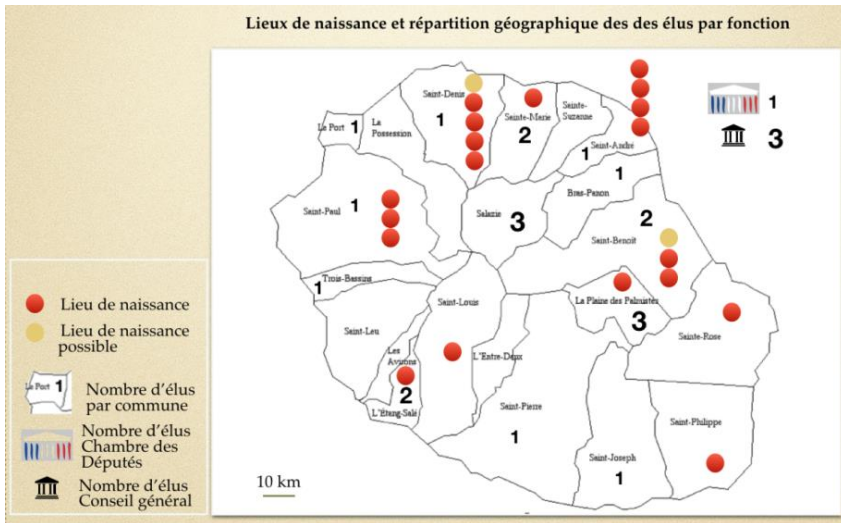 Lieux de naissance et répartition géographique des des élus par fonction
Saint-Denis
1
Sainte-Marie
2
Sainte-
Suzanne
1
3
Le Port 1
La
Possession
1
Saint-André
1
Bras-Panon
Saint-Paul
1
Salazie
3
2
Saint-Benoît
Trois-Bassins
1
La Plaine des Palmistes
3
Saint-Leu
Saint-Louis
Sainte-Rose
Les
Avirons
2
L'Entre-Deux
L'Étang-Salé
Saint-Pierre
1
Saint-Philippe
Saint-Joseph
1
10 km
Lieu de naissance
Lieu de naissance
possible
Le Port 1
Nombre d'élus
par commune
Nombre d'élus
Chambre des
Députés
Nombre d'élus
Conseil général